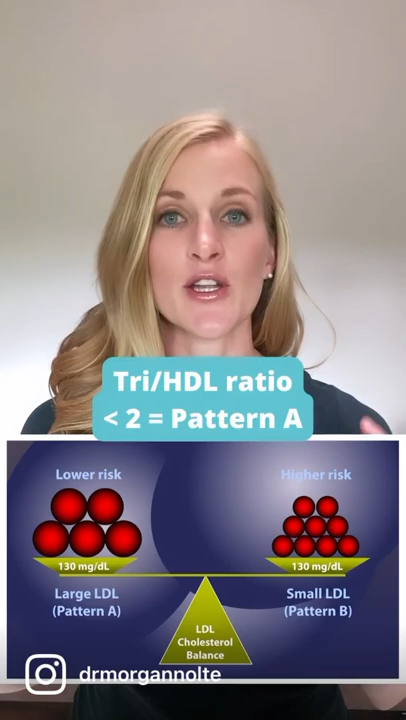 Tri/HDL ratio
< 2 = Pattern A
Lower risk
Higher risk
130 mg/dL
130 mg/dL
Large LDL
(Pattern A)
Small LDL
(Pattern B)
LDL
Cholesterol
Balance
drmorgannolte